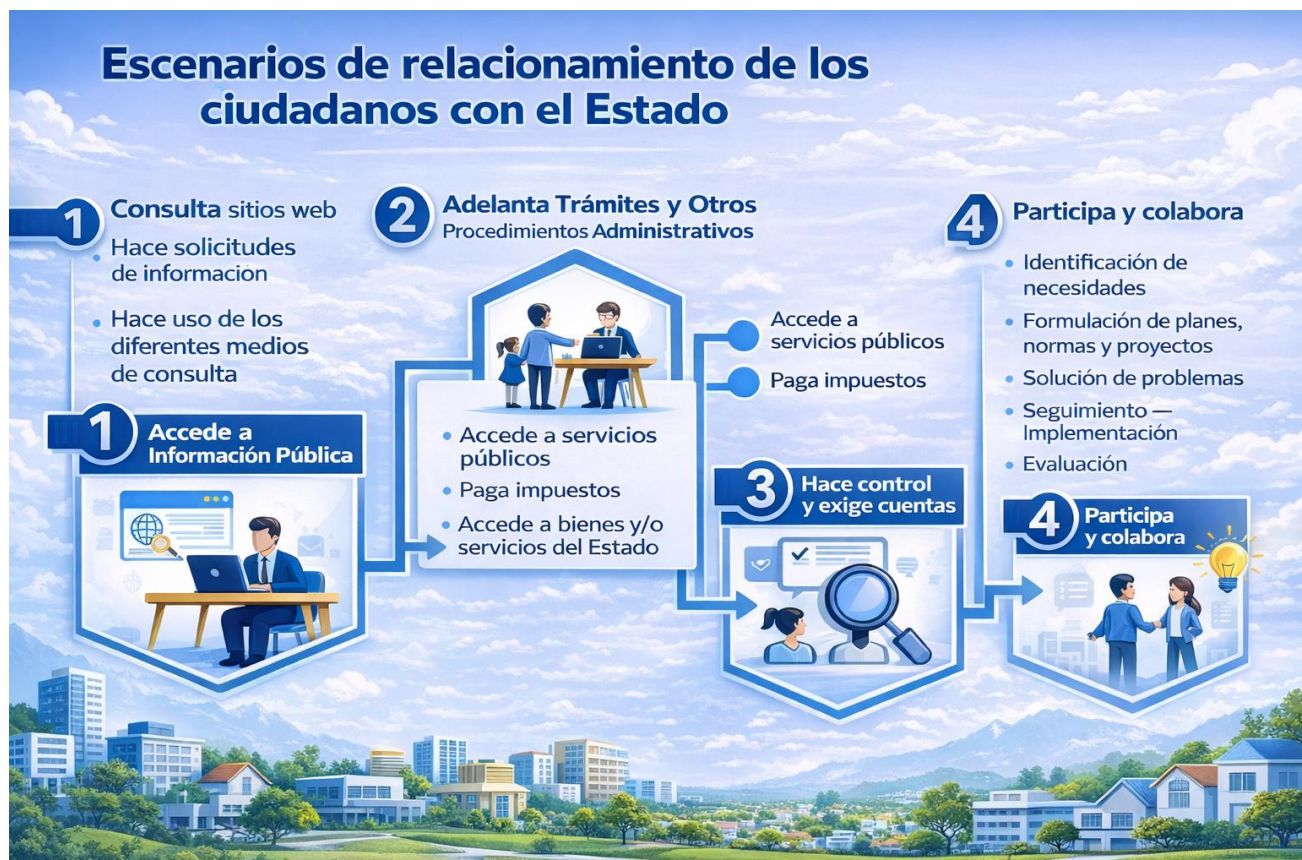 Escenarios de relacionamiento de los
ciudadanos con el Estado
1
Consulta sitios web
• Hace solicitudes
de informacion
• Hace uso de los
diferentes medios
de consulta
1
Accede a
Información Pública
2
Adelanta Trámites y Otros
Procedimientos Administrativos
• Accede a servicios
públicos
• Paga impuestos
• Accede a bienes y/o
servicios del Estado
Accede a
servicios públicos
Paga impuestos
3
Hace control
y exige cuentas
4
Participa y colabora
• Identificación de
necesidades
• Formulación de planes,
normas y proyectos
• Solución de problemas
• Seguimiento —
Implementación
• Evaluación
4
Participa
y colabora